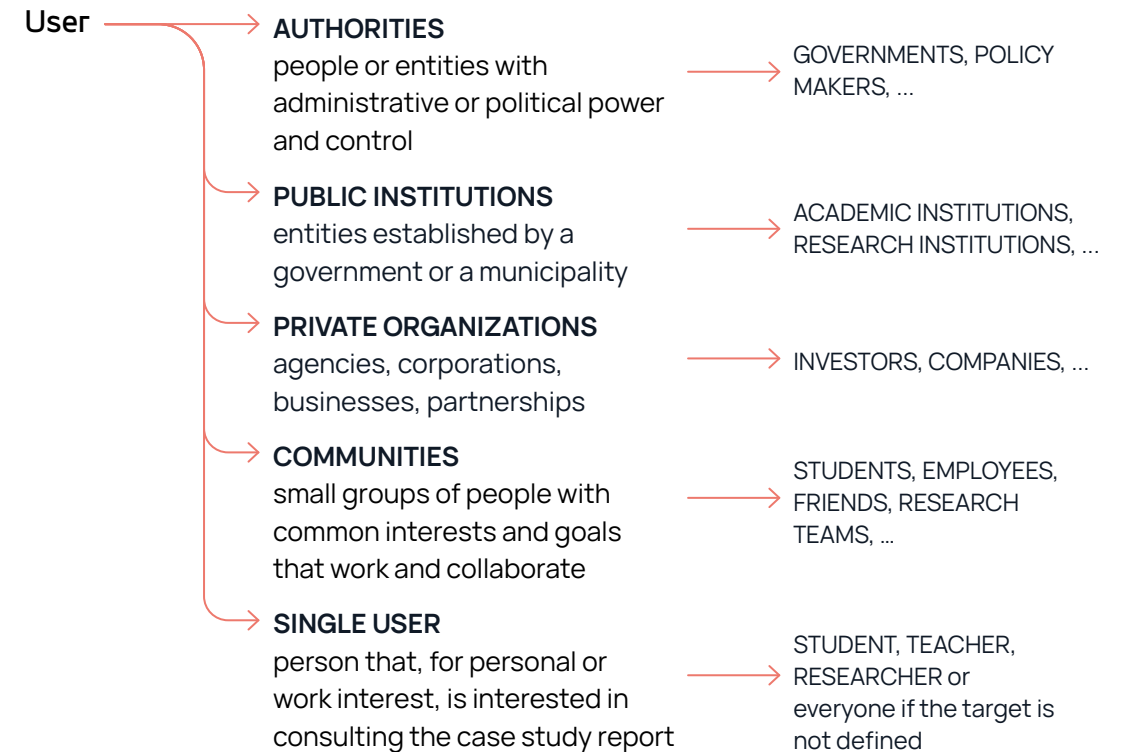 User
AUTHORITIES
people or entities with
administrative or political power
and control
GOVERNMENTS, POLICY
MAKERS, ...
PUBLIC INSTITUTIONS
entities established by a
government or a municipality
ACADEMIC INSTITUTIONS,
RESEARCH INSTITUTIONS, ...
PRIVATE ORGANIZATIONS
agencies, corporations,
businesses, partnerships
INVESTORS, COMPANIES, ...
COMMUNITIES
small groups of people with
common interests and goals
that work and collaborate
STUDENTS, EMPLOYEES,
FRIENDS, RESEARCH
TEAMS, ...
SINGLE USER
person that, for personal or
work interest, is interested in
consulting the case study report
STUDENT, TEACHER,
RESEARCHER or
everyone if the target is
not defined